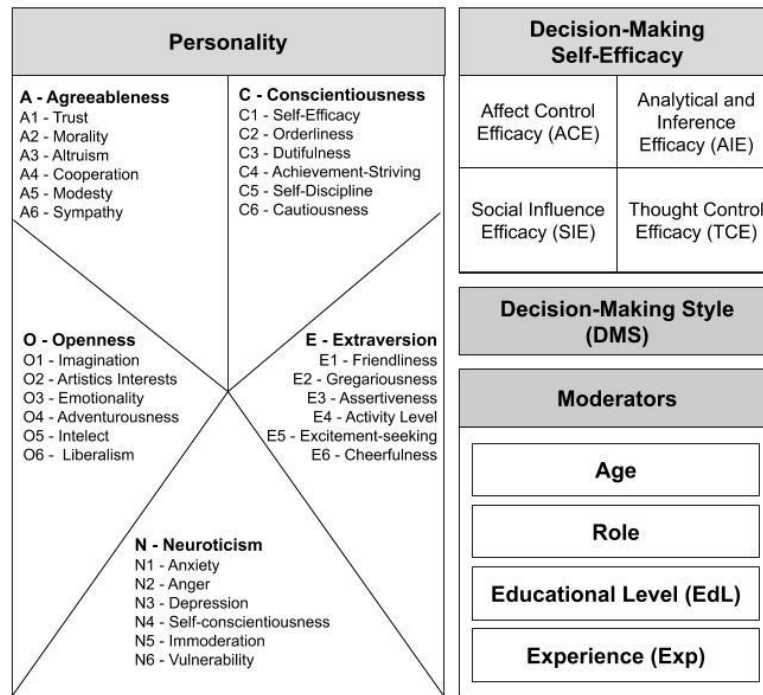 Personality
A - Agreeableness
A1 - Trust
A2 - Morality
A3 - Altruism
A4 - Cooperation
A5 - Modesty
A6 - Sympathy
C - Conscientiousness
C1 - Self-Efficacy
C2 - Orderliness
C3 - Dutifulness
C4 - Achievement-Striving
C5 - Self-Discipline
C6 - Cautiousness
O - Openness
O1 - Imagination
O2 - Artistics Interests
O3 - Emotionality
O4 - Adventurousness
O5 - Intelect
O6 - Liberalism
E - Extraversion
E1 - Friendliness
E2 - Gregariousness
E3 - Assertiveness
E4 - Activity Level
E5 - Excitement-seeking
E6 - Cheerfulness
N - Neuroticism
N1 - Anxiety
N2 - Anger
N3 - Depression
N4 - Self-conscientiousness
N5 - Immoderation
N6 - Vulnerability
Decision-Making
Self-Efficacy
Affect Control
Efficacy (ACE)
Analytical and
Inference
Efficacy (AIE)
Social Influence
Efficacy (SIE)
Thought Control
Efficacy (TCE)
Decision-Making Style
(DMS)
Moderators
Age
Role
Educational Level (EdL)
Experience (Exp)